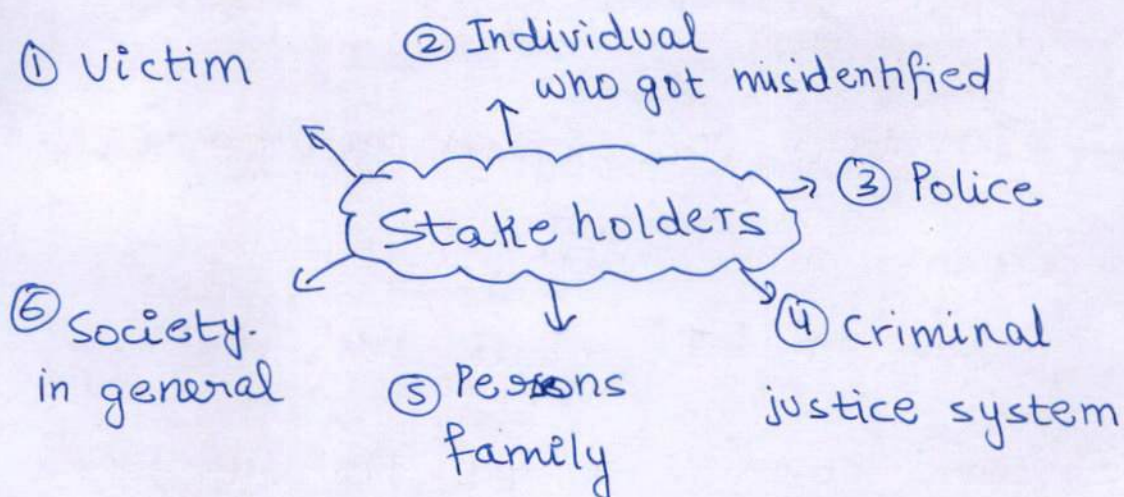 ① Victim
② Individual
who got misidentified
③ Police
Stakeholders
④ Criminal
justice system
⑤ Persons
family
⑥ Society.
in general